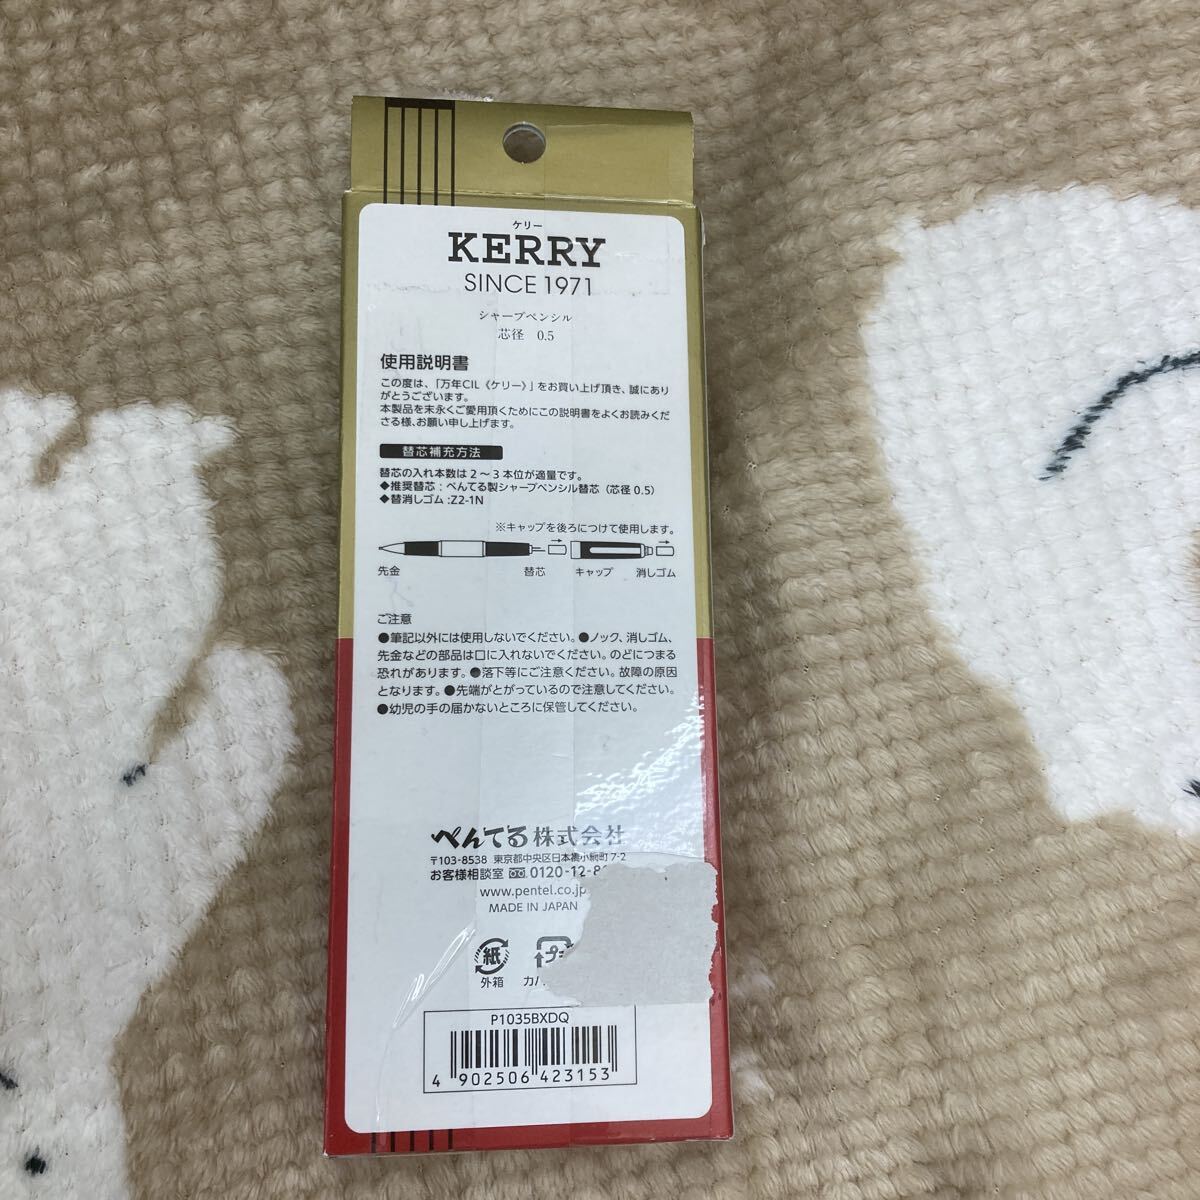 ケリー
KERRY
SINCE 1971
シャープペンシル
芯径 0.5
使用説明書
この度は、「万年CIL《ケリー》」をお買い上げ頂き、誠にあり
がとうございます。
本製品を末永くご愛用頂くためにこの説明書をよくお読みくだ
さる様、お願い申し上げます。
替芯補充方法
替芯の入れ本数は2～3本位が適量です。
◆推奨替芯：ぺんてる製シャープペンシル替芯（芯径 0.5）
◆替消しゴム:Z2-1N
※キャップを後ろにつけて使用します。
先金 替芯 キャップ 消しゴム
ご注意
●筆記以外には使用しないでください。●ノック、消しゴム、
先金などの部品は口に入れないでください。のどにつまる
恐れがあります。●落下等にご注意ください。故障の原因
となります。●先端がとがっているので注意してください。
●幼児の手の届かないところに保管してください。
ぺんてる株式会社
〒103-8538 東京都中央区日本橋小網町7-2
お客様相談室 0120-12-8
www.pentel.co.jp
MADE IN JAPAN
紙 プ
外箱 カバ
P1035BXDQ
4 902506 423153